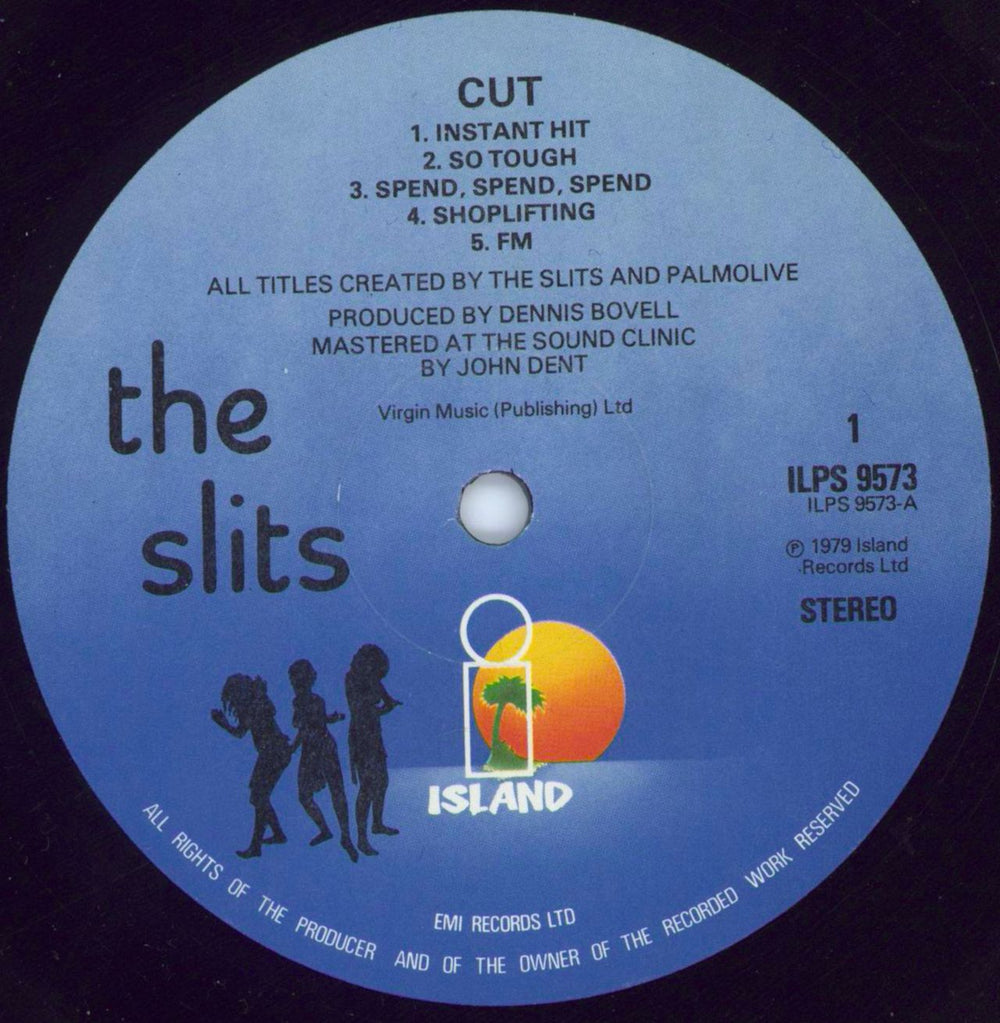 CUT
1. INSTANT HIT
2. SO TOUGH
3. SPEND, SPEND, SPEND
4. SHOPLIFTING
5. FM
ALL TITLES CREATED BY THE SLITS AND PALMOLIVE
PRODUCED BY DENNIS BOVELL
MASTERED AT THE SOUND CLINIC
BY JOHN DENT
Virgin Music (Publishing) Ltd
the
slits
1
ILPS 9573
ILPS 9573-A
℗ 1979 Island
Records Ltd
STEREO
ISLAND
EMI RECORDS LTD
ALL RIGHTS OF THE PRODUCER AND OF THE OWNER OF THE RECORDED WORK RESERVED